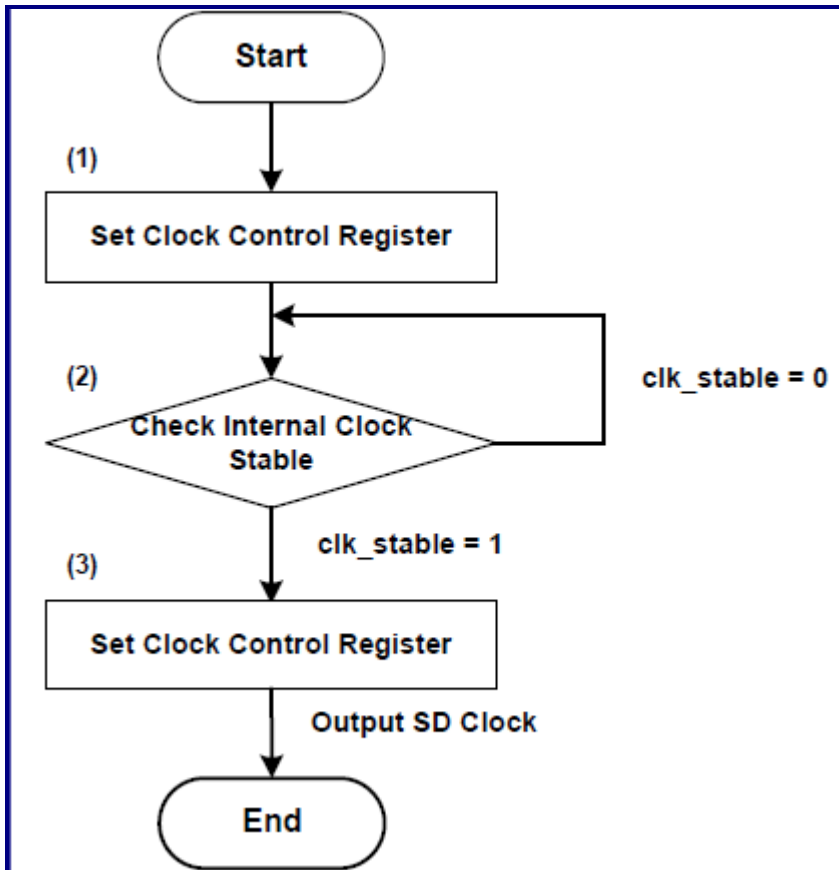 Start
(1)
Set Clock Control Register
(2)
clk_stable = 0
Check Internal Clock
Stable
clk_stable = 1
(3)
Set Clock Control Register
Output SD Clock
End